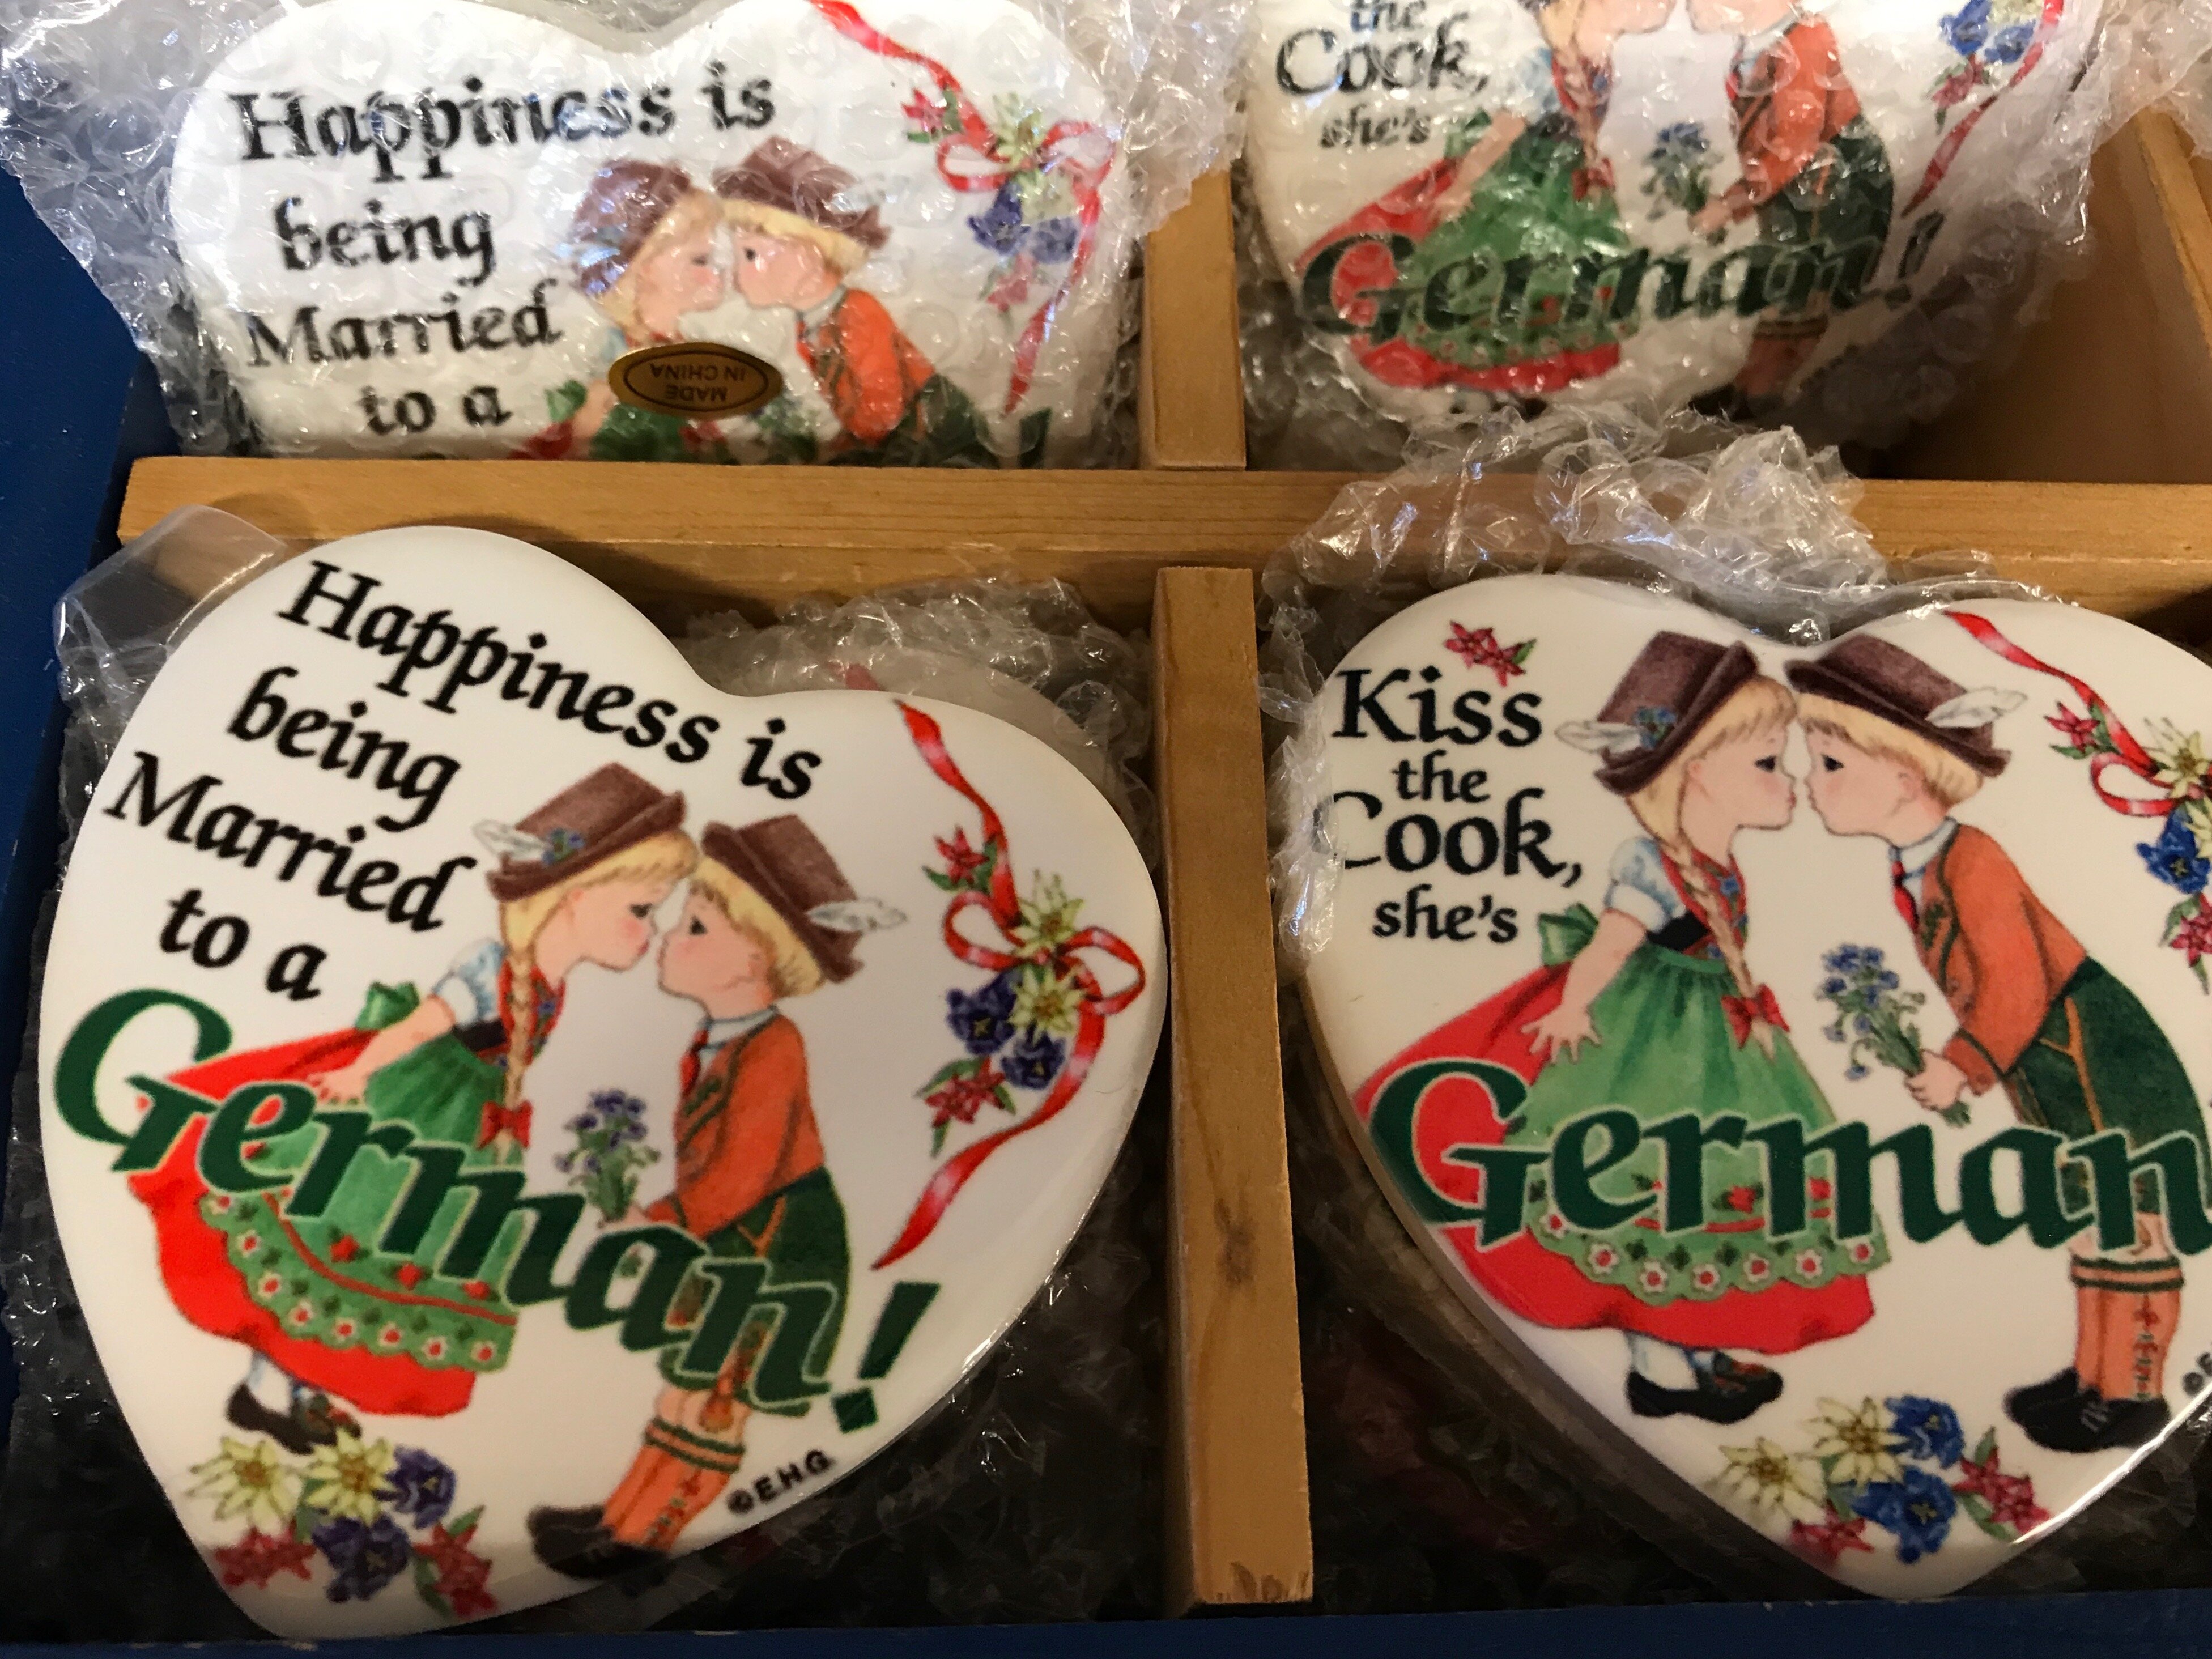 Happiness is
being
Married
to a
MADE
IN CHINA
the
Cook,
she's
German!
Happiness is
being
Married
to a
German!
©E.H.G.
Kiss
the
Cook,
she's
German